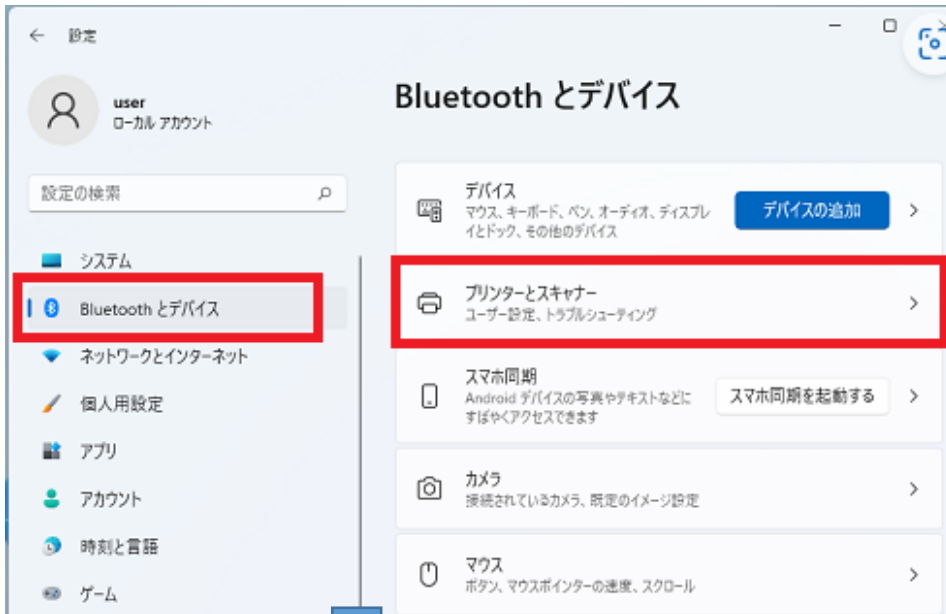 設定
user
ローカル アカウント
設定の検索
システム
Bluetooth とデバイス
ネットワークとインターネット
個人用設定
アプリ
アカウント
時刻と言語
ゲーム
Bluetooth とデバイス
デバイス
マウス、キーボード、ペン、オーディオ、ディスプレ
イとドック、その他のデバイス
デバイスの追加
プリンターとスキャナー
ユーザー設定、トラブルシューティング
スマホ同期
Android デバイスの写真やテキストなどに
すばやくアクセスできます
スマホ同期を起動する
カメラ
接続されているカメラ、既定のイメージ設定
マウス
ボタン、マウスポインターの速度、スクロール